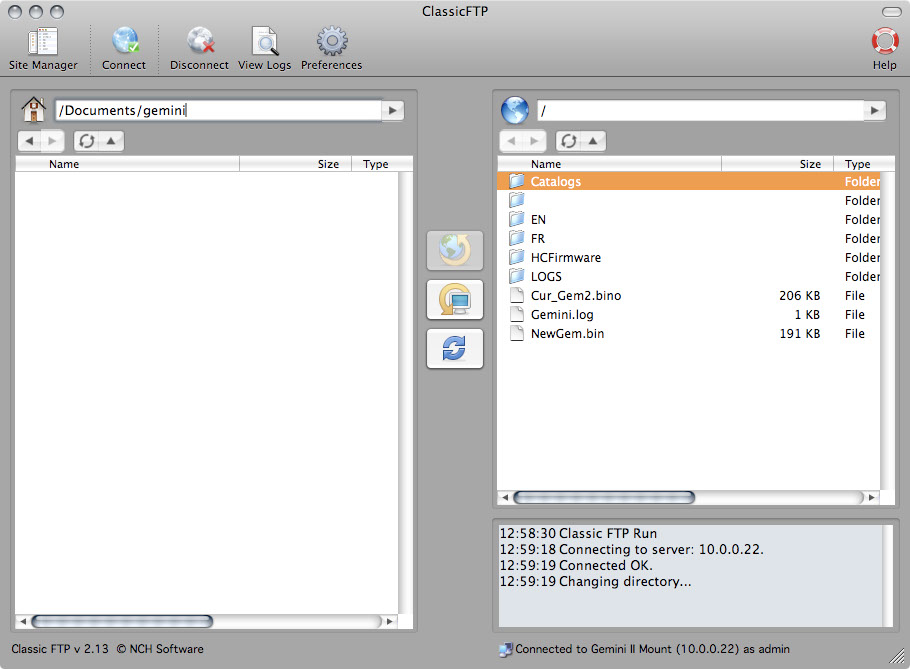 ClassicFTP
Site Manager Connect Disconnect View Logs Preferences Help
/Documents/gemini
/
Name Size Type
Name Size Type
Catalogs Folder
Folder
EN Folder
FR Folder
HCFirmware Folder
LOGS Folder
Cur_Gem2.bino 206 KB File
Gemini.log 1 KB File
NewGem.bin 191 KB File
12:58:30 Classic FTP Run
12:59:18 Connecting to server: 10.0.0.22.
12:59:19 Connected OK.
12:59:19 Changing directory...
Classic FTP v 2.13 © NCH Software
Connected to Gemini II Mount (10.0.0.22) as admin